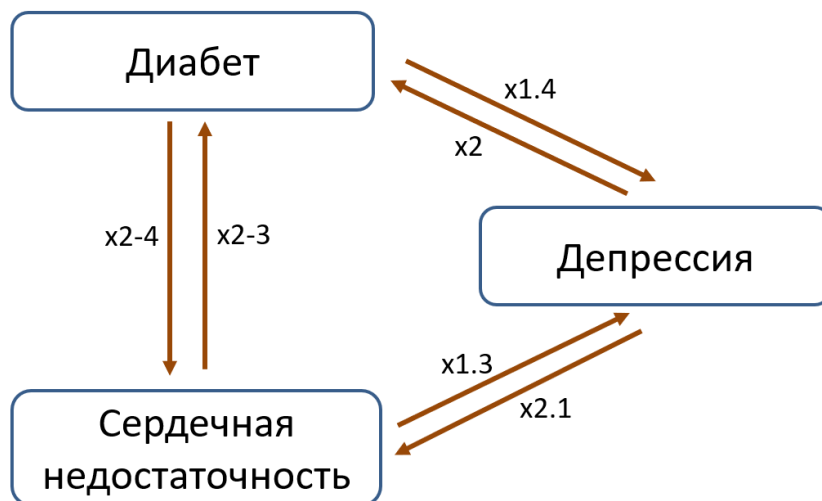 Диабет
x1.4
x2
x2-4
x2-3
Депрессия
x1.3
x2.1
Сердечная
недостаточность